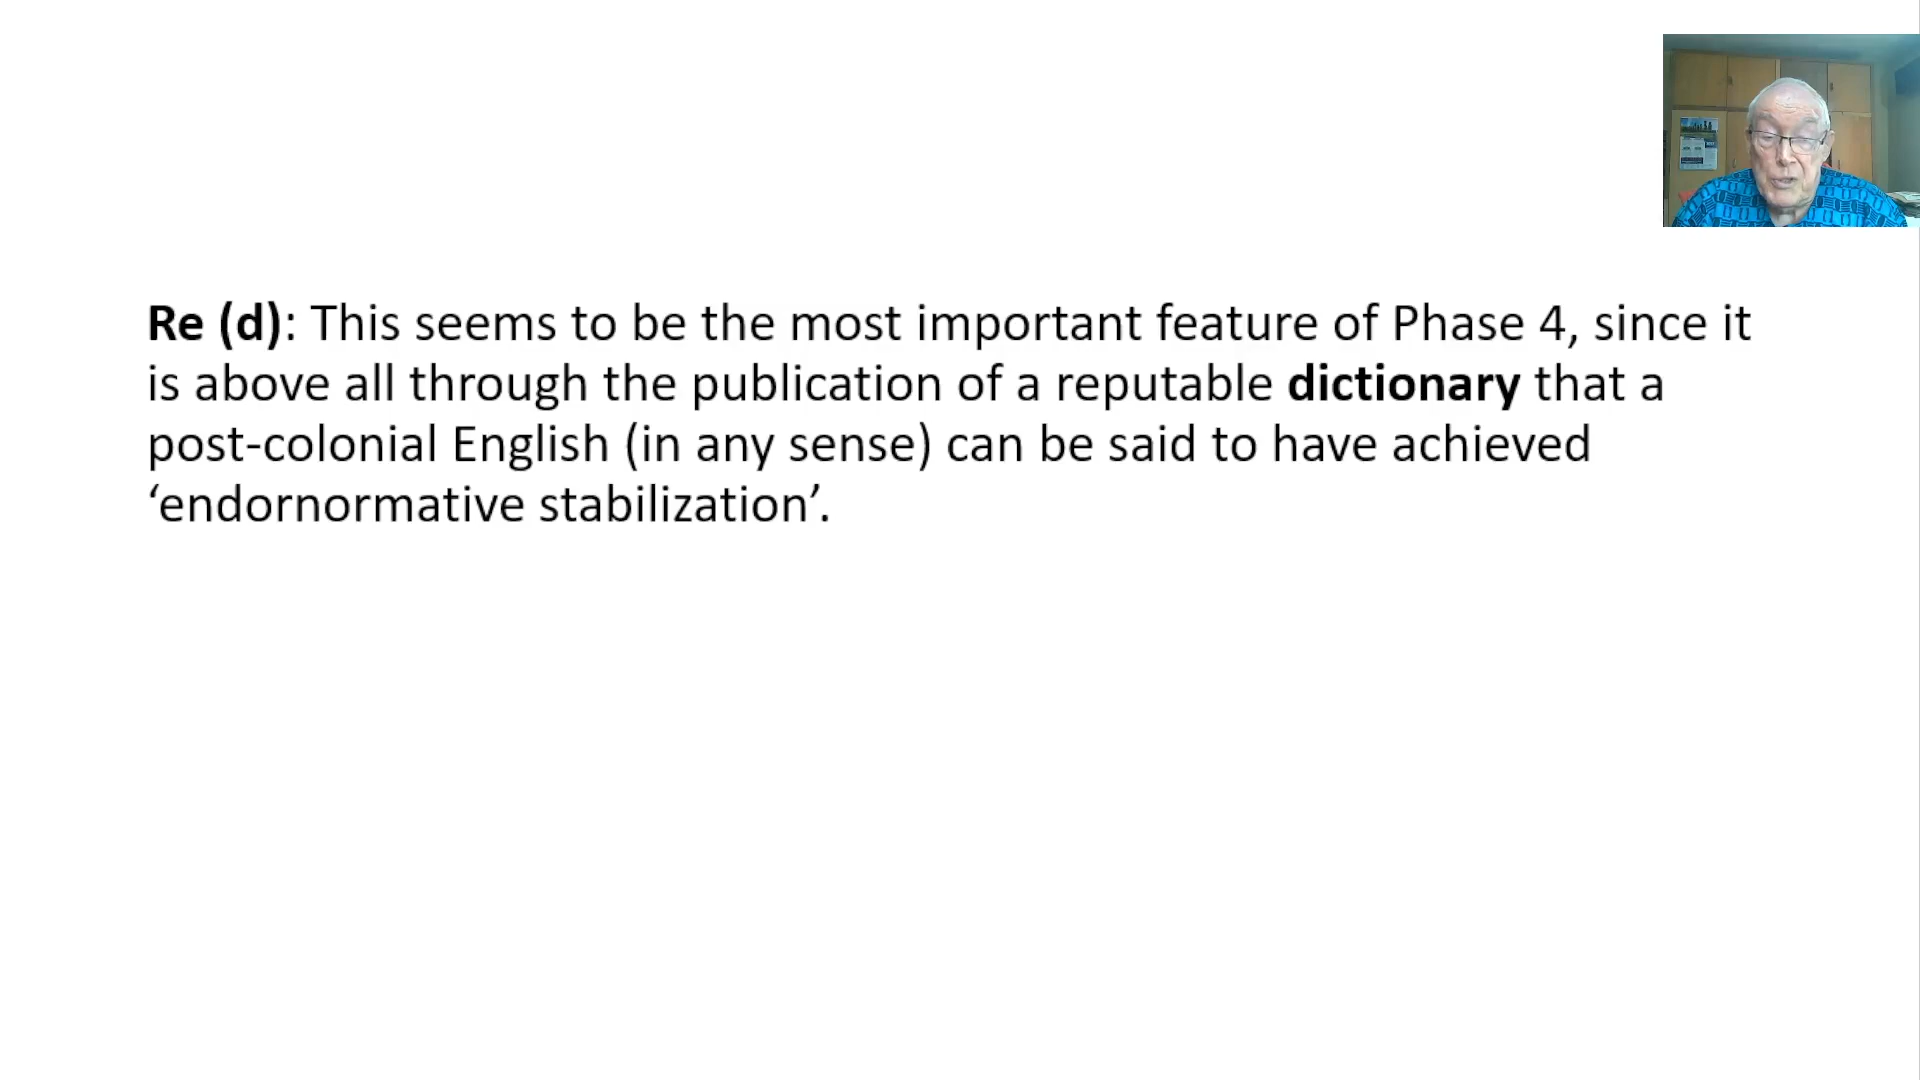 Re (d): This seems to be the most important feature of Phase 4, since it
is above all through the publication of a reputable dictionary that a
post-colonial English (in any sense) can be said to have achieved
‘endornormative stabilization’.